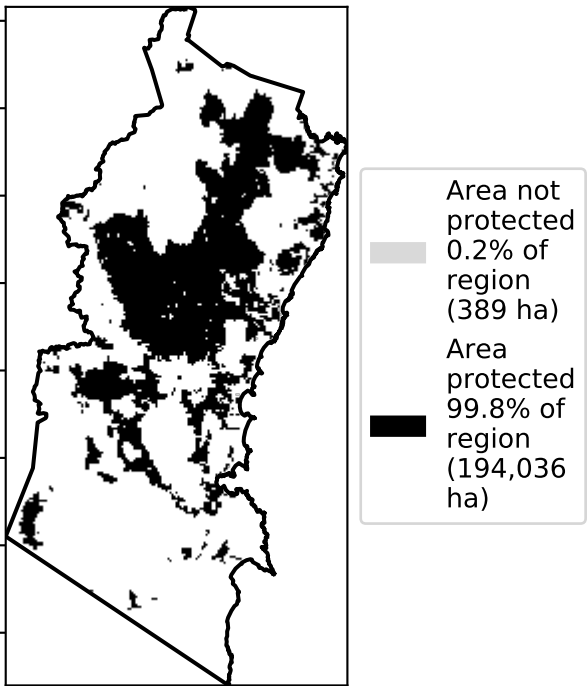 Area not
protected
0.2% of
region
(389 ha)
Area
protected
99.8% of
region
(194,036
ha)